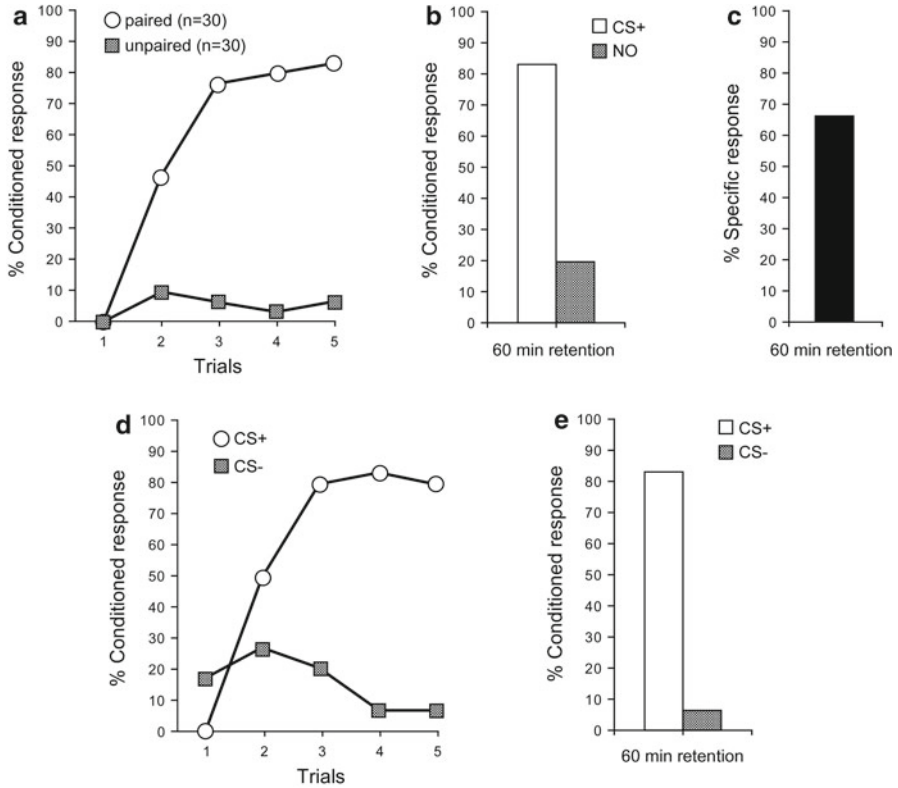 a
paired (n=30)
unpaired (n=30)
% Conditioned response
100
90
80
70
60
50
40
30
20
10
0
1 2 3 4 5
Trials
b
CS+
NO
% Conditioned response
100
90
80
70
60
50
40
30
20
10
0
60 min retention
c
% Specific response
100
90
80
70
60
50
40
30
20
10
0
60 min retention
d
CS+
CS-
% Conditioned response
100
90
80
70
60
50
40
30
20
10
0
1 2 3 4 5
Trials
e
CS+
CS-
% Conditioned response
100
90
80
70
60
50
40
30
20
10
0
60 min retention